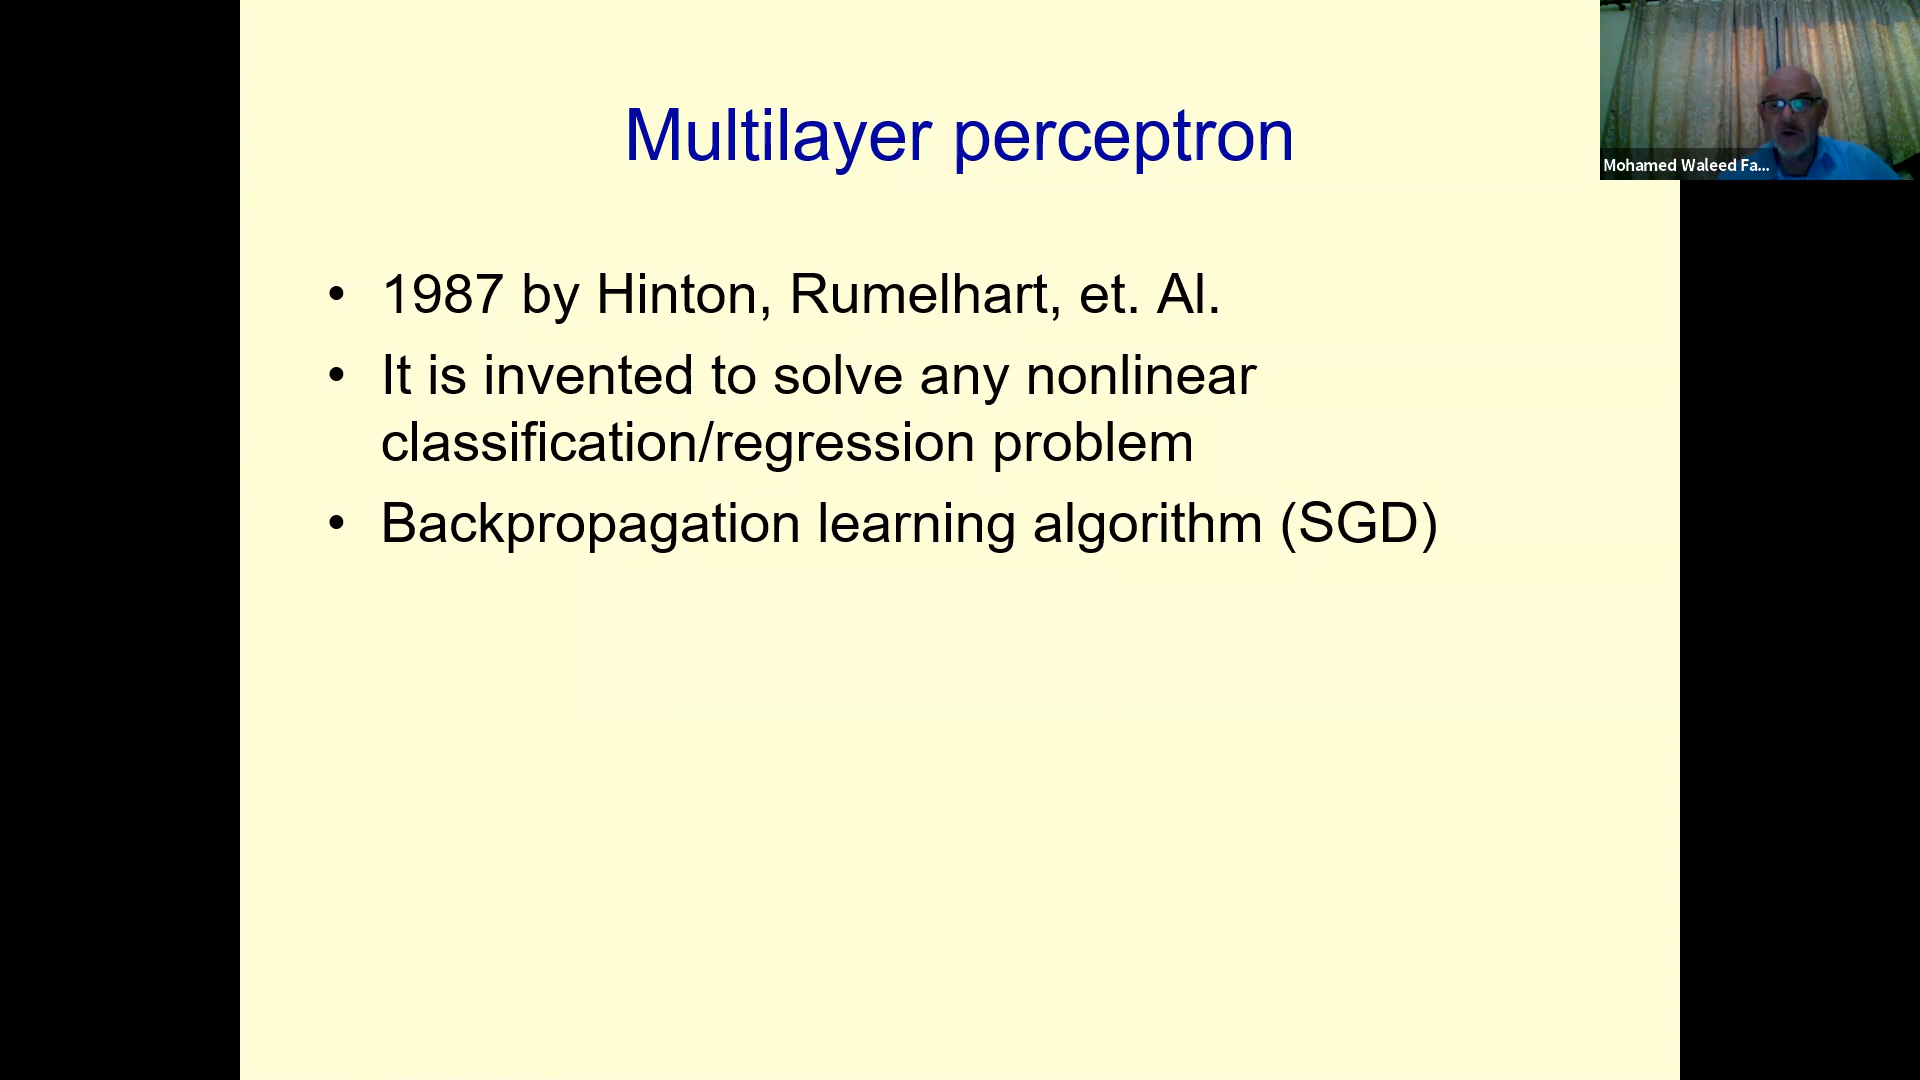 Multilayer perceptron
Mohamed Waleed Fa...
• 1987 by Hinton, Rumelhart, et. Al.
• It is invented to solve any nonlinear
classification/regression problem
• Backpropagation learning algorithm (SGD)